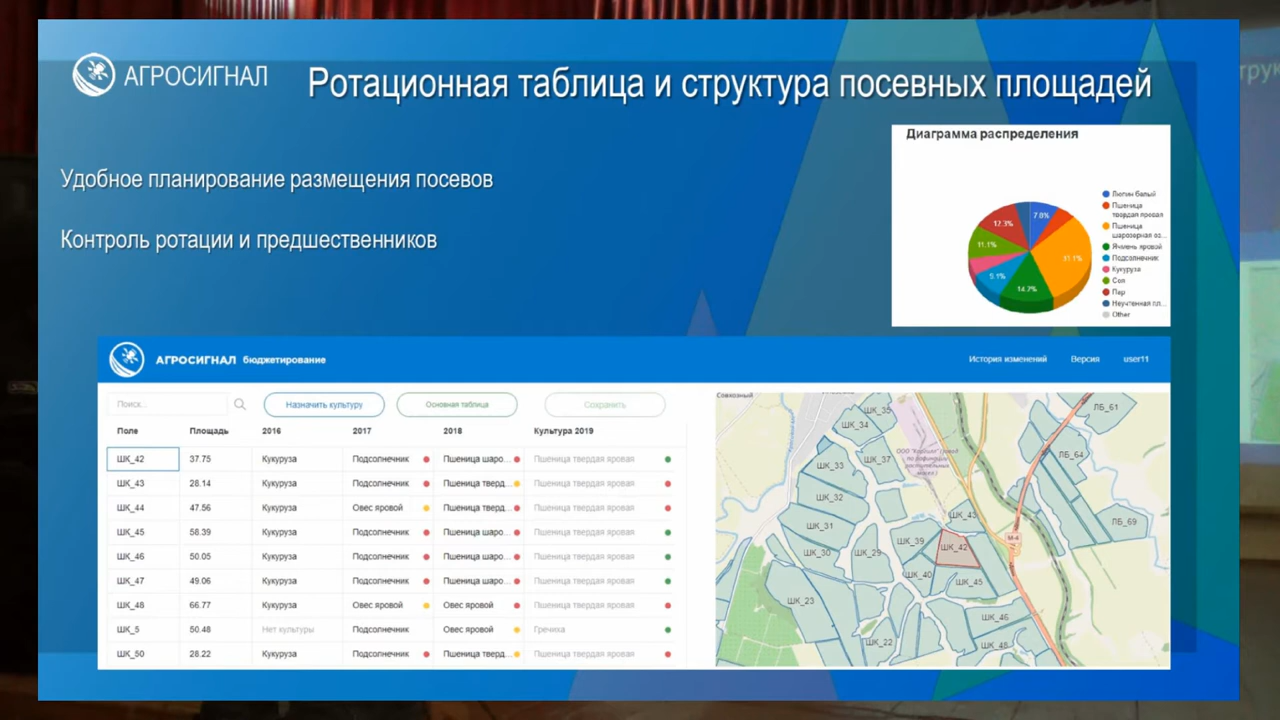 АГРОСИГНАЛ
Ротационная таблица и структура посевных площадей
Удобное планирование размещения посевов
Контроль ротации и предшественников
Диаграмма распределения
7.8%
31.1%
14.2%
9.1%
11.1%
12.3%
Люпин белый
Пшеница
твердая яровая
Пшеница
шарозерная оз...
Ячмень яровой
Подсолнечник
Кукуруза
Соя
Пар
Неучтенная пл...
Other
АГРОСИГНАЛ бюджетирование
История изменений Версия user11
Поиск... Назначить культуру Основная таблица Сохранить
Поле Площадь 2016 2017 2018 Культура 2019
ШК_42 37.75 Кукуруза Подсолнечник Пшеница шаро... Пшеница твердая яровая
ШК_43 28.14 Кукуруза Подсолнечник Пшеница тверд... Пшеница твердая яровая
ШК_44 47.56 Кукуруза Овес яровой Пшеница тверд... Пшеница твердая яровая
ШК_45 58.39 Кукуруза Подсолнечник Пшеница шаро... Пшеница твердая яровая
ШК_46 50.05 Кукуруза Подсолнечник Пшеница шаро... Пшеница твердая яровая
ШК_47 49.06 Кукуруза Подсолнечник Пшеница шаро... Пшеница твердая яровая
ШК_48 66.77 Кукуруза Овес яровой Овес яровой Пшеница твердая яровая
ШК_5 50.48 Нет культуры Подсолнечник Овес яровой Гречиха
ШК_50 28.22 Кукуруза Подсолнечник Пшеница тверд... Пшеница твердая яровая
Совхозный
ШК_35
ЛБ_61
ШК_34
ШК_33
ШК_37
ЛБ_64
ШК_32
ШК_31
ШК_43
ЛБ_69
ШК_30
ШК_29
ШК_39
ШК_42
М-4
ШК_40
ШК_45
ШК_23
ШК_46
ШК_22
ШК_48